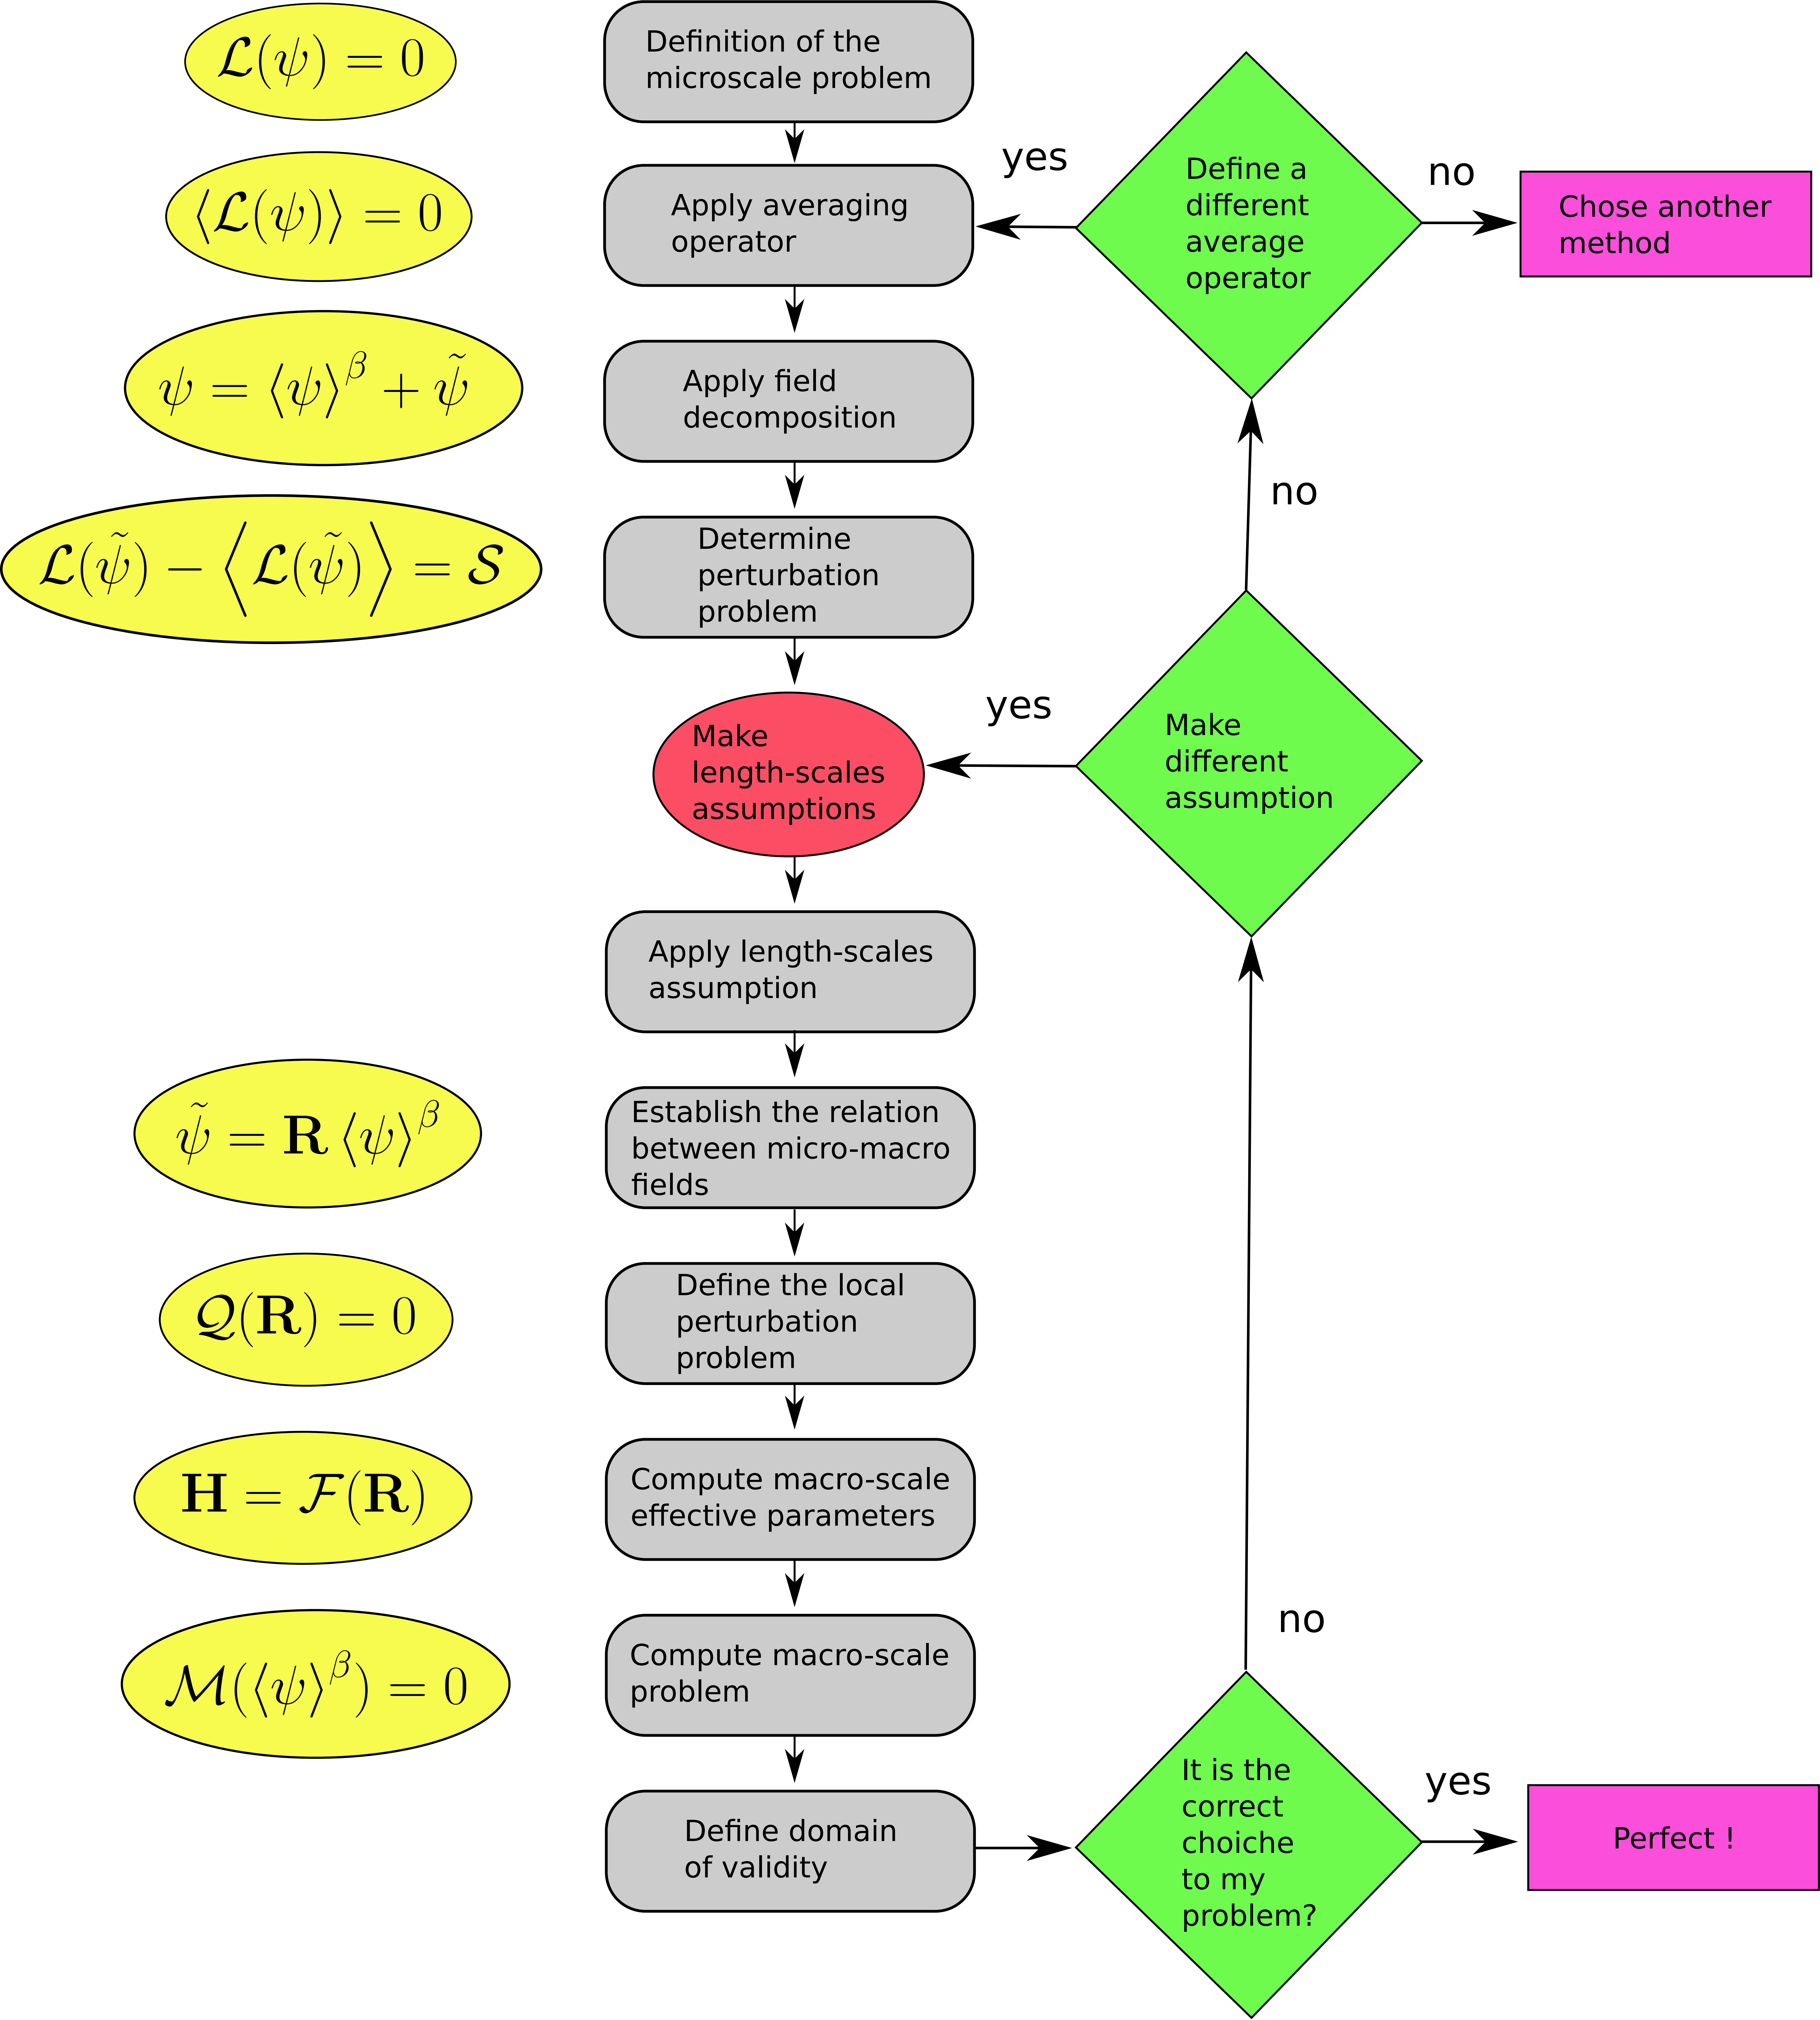 𝓛(ψ) = 0
Definition of the
microscale problem
⟨𝓛(ψ)⟩ = 0
Apply averaging
operator
yes
Define a
different
average
operator
no
Chose another
method
ψ = ⟨ψ⟩^β + ψ̃
Apply field
decomposition
no
𝓛(ψ̃) − ⟨𝓛(ψ̃)⟩ = 𝒮
Determine
perturbation
problem
Make
length-scales
assumptions
yes
Make
different
assumption
Apply length-scales
assumption
ψ̃ = 𝐑 ⟨ψ⟩^β
Establish the relation
between micro-macro
fields
𝒬(𝐑) = 0
Define the local
perturbation
problem
𝐇 = ℱ(𝐑)
Compute macro-scale
effective parameters
no
ℳ(⟨ψ⟩^β) = 0
Compute macro-scale
problem
Define domain
of validity
It is the
correct
choiche
to my
problem?
yes
Perfect !